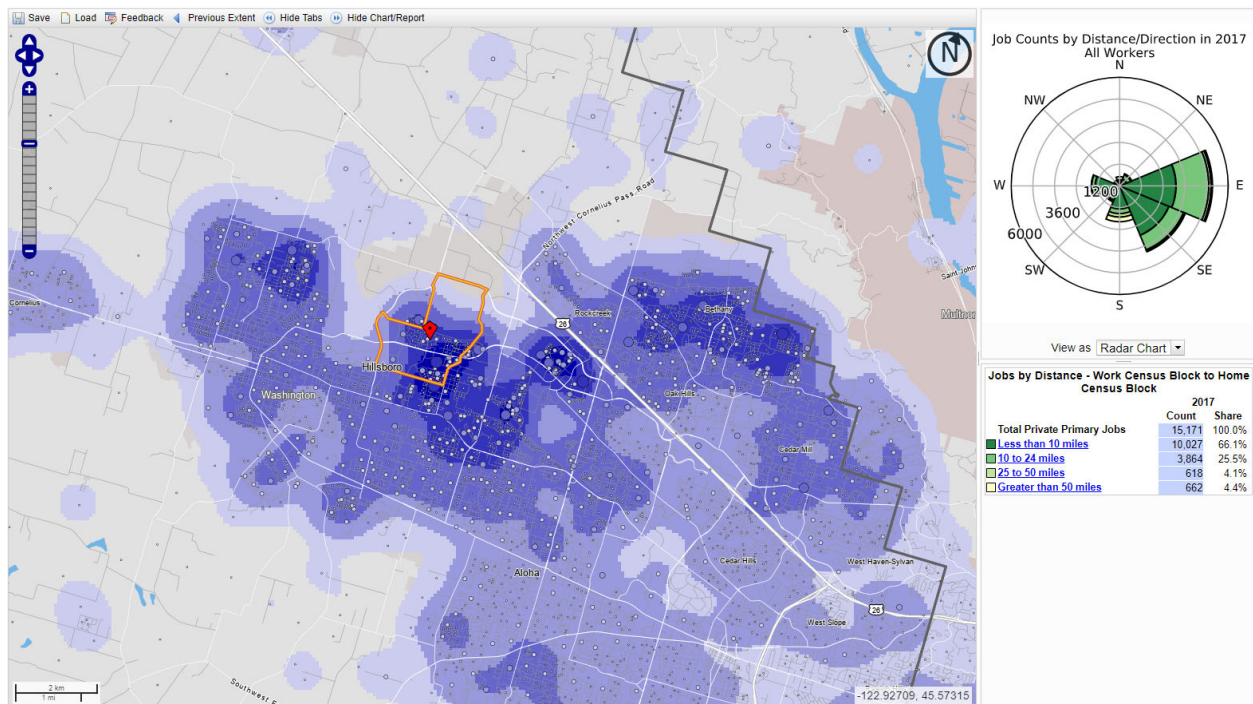 Save Load Feedback Previous Extent Hide Tabs Hide Chart/Report
N
Northwest Cornelius Pass Road
Cornelius
26
Rockcreek
Bethany
Hillsboro
Washington
Oak Hills
Cedar Mill
Cedar Hills
West Haven-Sylvan
Aloha
26
West Slope
2 km
1 mi
-122.92709, 45.57315
Job Counts by Distance/Direction in 2017
All Workers
N
NW NE
W E
1200
3600
6000
SW SE
S
View as Radar Chart
Jobs by Distance - Work Census Block to Home
Census Block
2017
Count Share
Total Private Primary Jobs 15,171 100.0%
Less than 10 miles 10,027 66.1%
10 to 24 miles 3,864 25.5%
25 to 50 miles 618 4.1%
Greater than 50 miles 662 4.4%